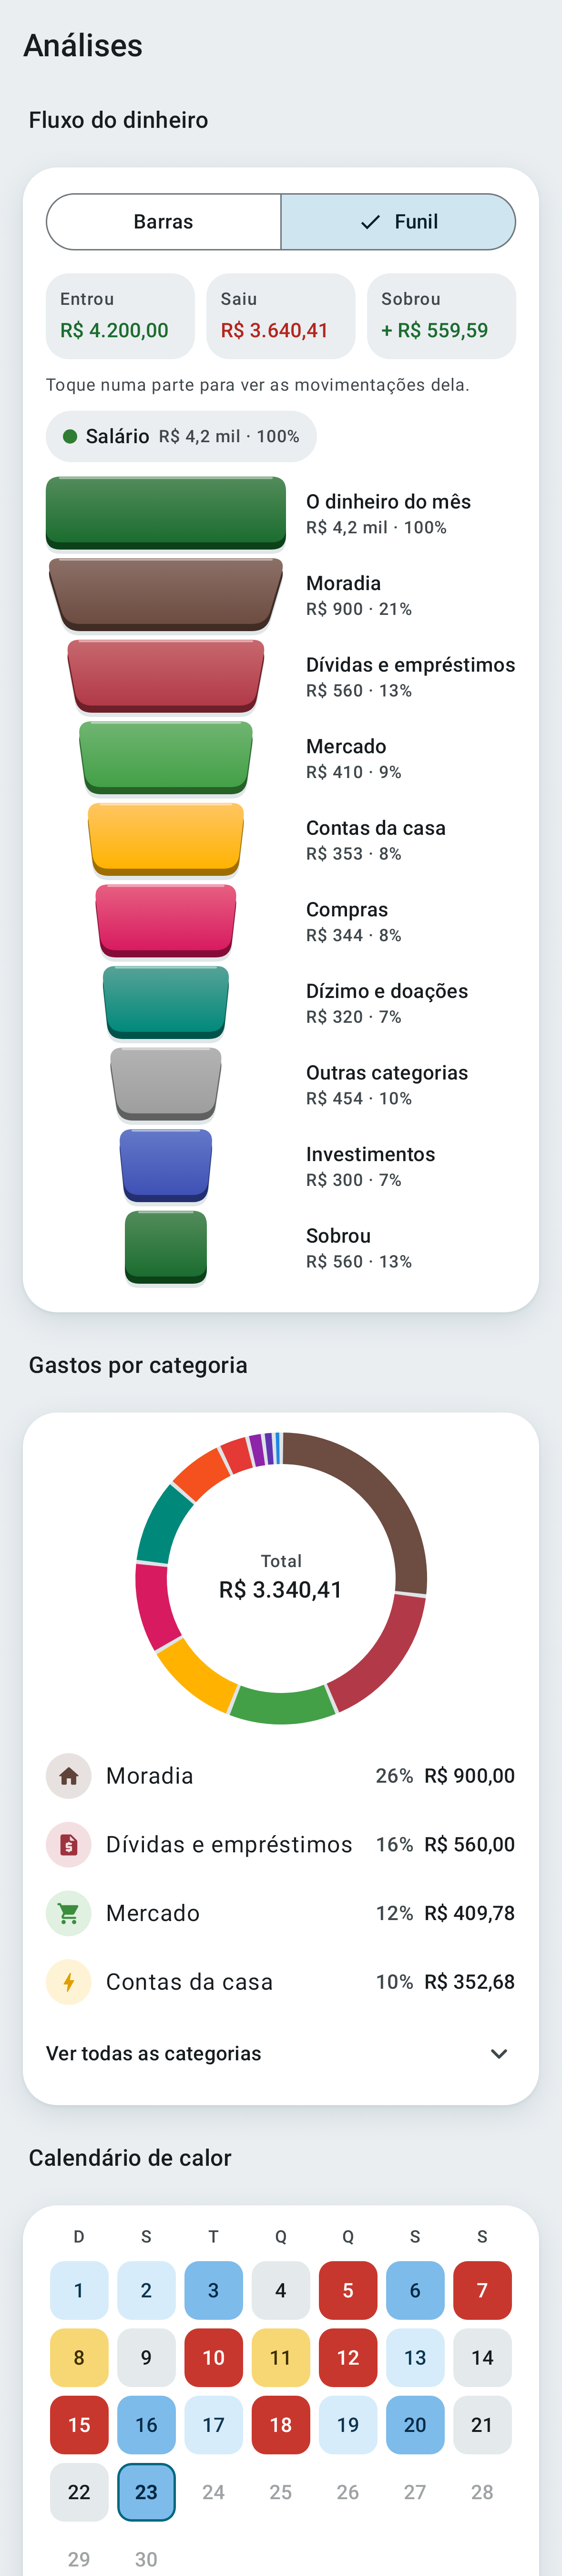 Análises
Fluxo do dinheiro
Barras
Funil
Entrou
R$ 4.200,00
Saiu
R$ 3.640,41
Sobrou
+ R$ 559,59
Toque numa parte para ver as movimentações dela.
Salário R$ 4,2 mil · 100%
O dinheiro do mês
R$ 4,2 mil · 100%
Moradia
R$ 900 · 21%
Dívidas e empréstimos
R$ 560 · 13%
Mercado
R$ 410 · 9%
Contas da casa
R$ 353 · 8%
Compras
R$ 344 · 8%
Dízimo e doações
R$ 320 · 7%
Outras categorias
R$ 454 · 10%
Investimentos
R$ 300 · 7%
Sobrou
R$ 560 · 13%
Gastos por categoria
Total
R$ 3.340,41
Moradia 26% R$ 900,00
Dívidas e empréstimos 16% R$ 560,00
Mercado 12% R$ 409,78
Contas da casa 10% R$ 352,68
Ver todas as categorias
Calendário de calor
D S T Q Q S S
1 2 3 4 5 6 7
8 9 10 11 12 13 14
15 16 17 18 19 20 21
22 23 24 25 26 27 28
29 30